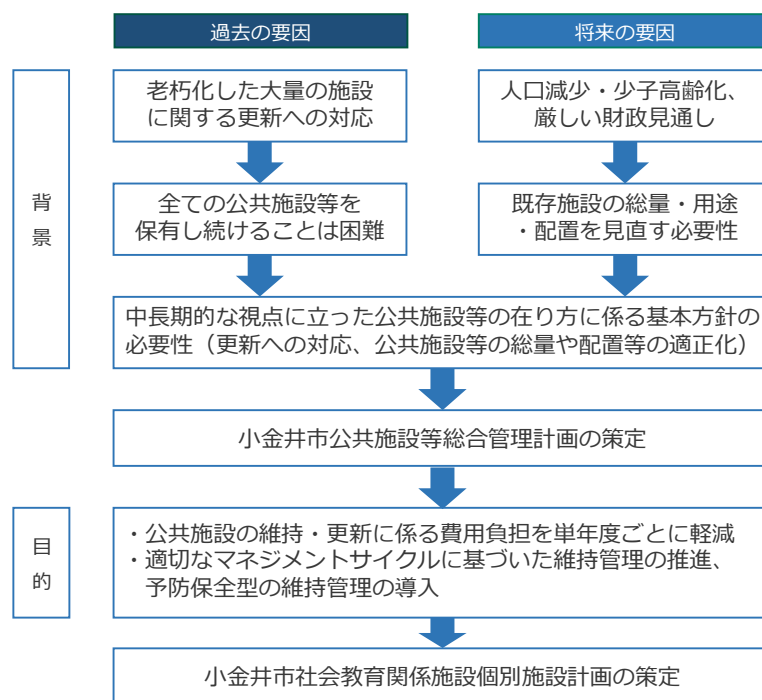 過去の要因
将来の要因
背
景
老朽化した大量の施設
に関する更新への対応
人口減少・少子高齢化、
厳しい財政見通し
全ての公共施設等を
保有し続けることは困難
既存施設の総量・用途
・配置を見直す必要性
中長期的な視点に立った公共施設等の在り方に係る基本方針の
必要性（更新への対応、公共施設等の総量や配置等の適正化）
小金井市公共施設等総合管理計画の策定
目
的
・公共施設の維持・更新に係る費用負担を単年度ごとに軽減
・適切なマネジメントサイクルに基づいた維持管理の推進、
予防保全型の維持管理の導入
小金井市社会教育関係施設個別施設計画の策定